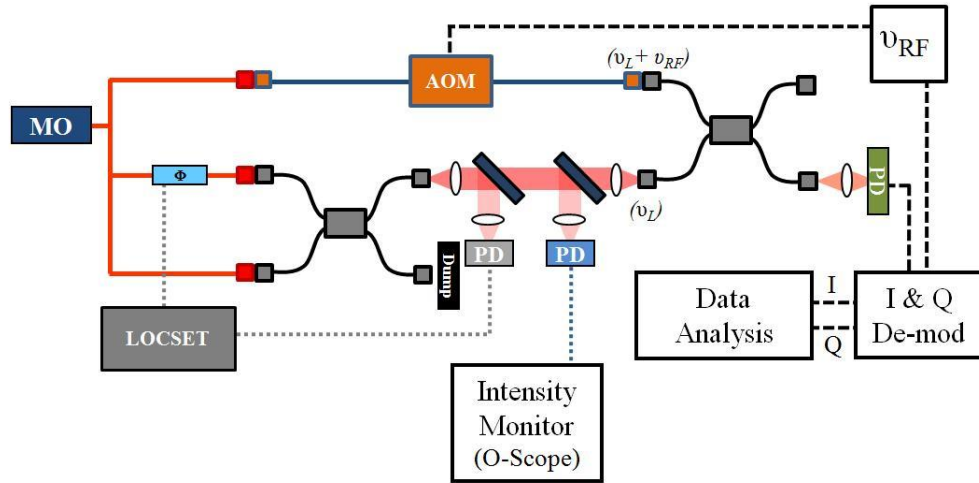 (υL + υRF)
υRF
AOM
MO
Φ
PD
(υL)
PD
PD
Dump
LOCSET
Data
Analysis
I
Q
I & Q
De-mod
Intensity
Monitor
(O-Scope)